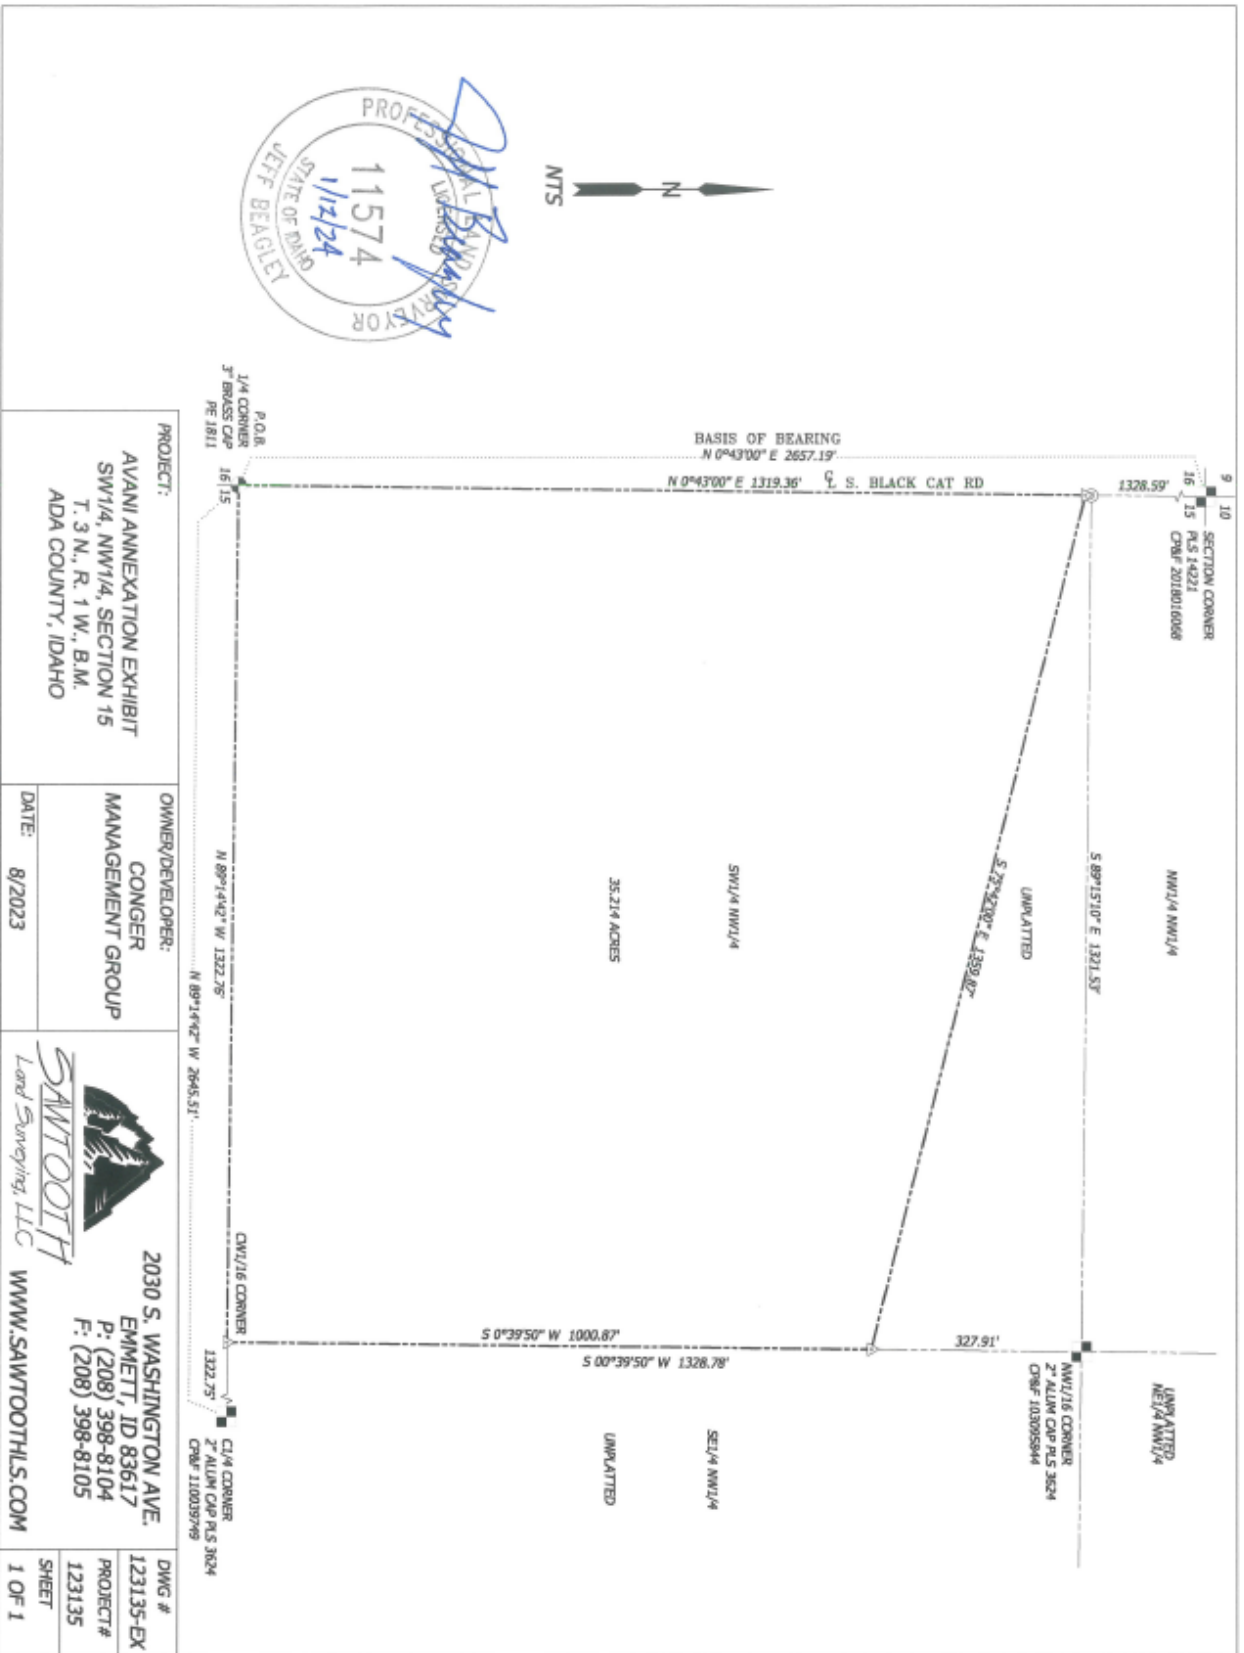 9
10
16
15
SECTION CORNER
PLS 14221
CP&F 2018016068
1328.59'
NTS
N
BASIS OF BEARING
N 0°43'00" E 2657.19'
N 0°43'00" E 1319.36'
℄ S. BLACK CAT RD
NW1/4 NW1/4
S 89°15'10" E 1321.53'
UNPLATTED
S 75°42'00" E 1359.87'
UNPLATTED
NE1/4 NW1/4
NW1/16 CORNER
2" ALUM CAP PLS 3624
CP&F 103095844
327.91'
SW1/4 NW1/4
35.214 ACRES
S 0°39'50" W 1000.87'
S 00°39'50" W 1328.78'
SE1/4 NW1/4
UNPLATTED
PROFESSIONAL LAND SURVEYOR
LICENSED
11574
1/12/24
STATE OF IDAHO
JEFF BEAGLEY
P.O.B.
1/4 CORNER
3" BRASS CAP
PE 1811
16
15
N 89°14'42" W 1322.76'
N 89°14'42" W 2645.51'
CW1/16 CORNER
1322.75'
C1/4 CORNER
2" ALUM CAP PLS 3624
CP&F 110039749
PROJECT:
AVANI ANNEXATION EXHIBIT
SW1/4, NW1/4, SECTION 15
T. 3 N., R. 1 W., B.M.
ADA COUNTY, IDAHO
OWNER/DEVELOPER:
CONGER
MANAGEMENT GROUP
DATE: 8/2023
SAWTOOTH
Land Surveying, LLC
2030 S. WASHINGTON AVE.
EMMETT, ID 83617
P: (208) 398-8104
F: (208) 398-8105
WWW.SAWTOOTHLS.COM
DWG #
123135-EX
PROJECT#
123135
SHEET
1 OF 1